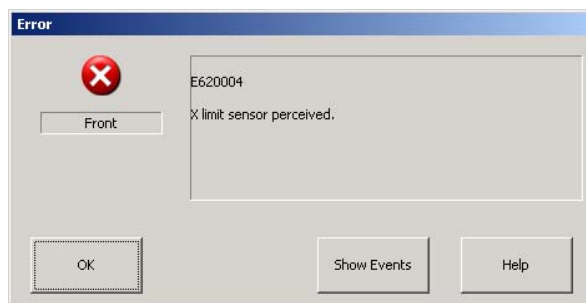 Error
E620004
Front
X limit sensor perceived.
OK
Show Events
Help